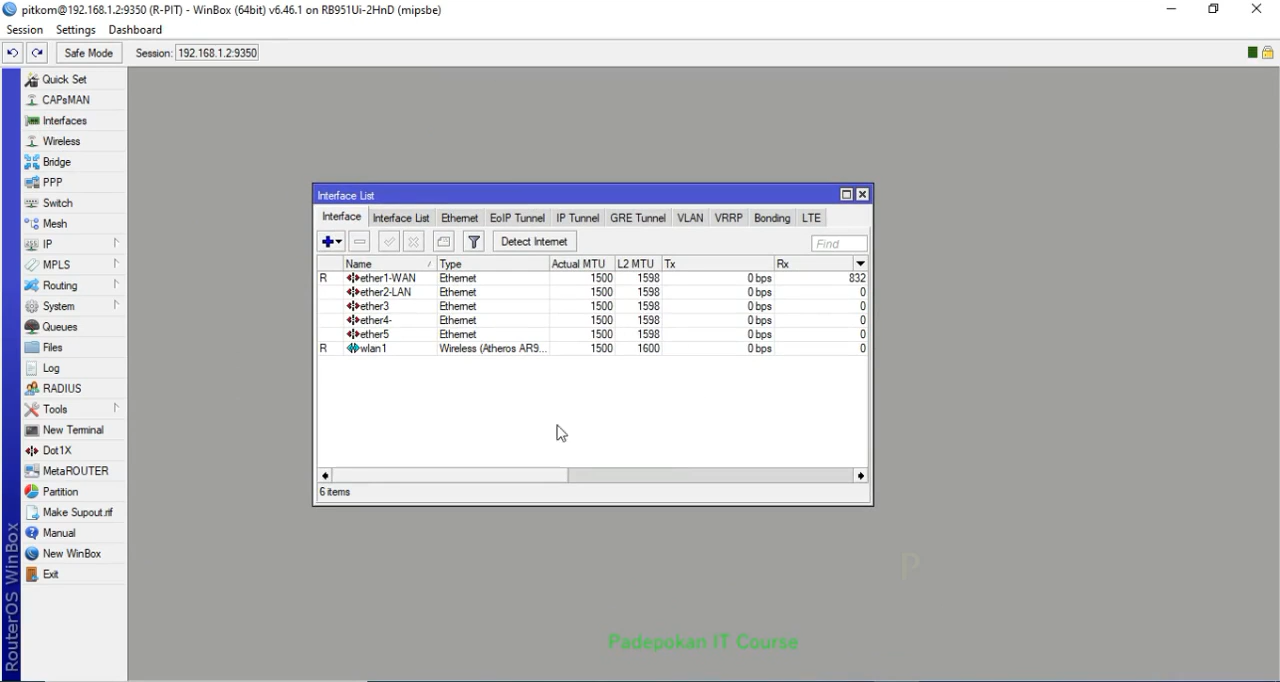 pitkom@192.168.1.2:9350 (R-PIT) - WinBox (64bit) v6.46.1 on RB951Ui-2HnD (mipsbe)
Session Settings Dashboard
Safe Mode Session: 192.168.1.2:9350
Quick Set
CAPsMAN
Interfaces
Wireless
Bridge
PPP
Switch
Mesh
IP
MPLS
Routing
System
Queues
Files
Log
RADIUS
Tools
New Terminal
Dot1X
MetaROUTER
Partition
Make Supout.rif
Manual
New WinBox
Exit
RouterOS WinBox
Interface List
Interface Interface List Ethernet EoIP Tunnel IP Tunnel GRE Tunnel VLAN VRRP Bonding LTE
Detect Internet Find
Name / Type Actual MTU L2 MTU Tx Rx
R ether1-WAN Ethernet 1500 1598 0 bps 832
ether2-LAN Ethernet 1500 1598 0 bps 0
ether3 Ethernet 1500 1598 0 bps 0
ether4- Ethernet 1500 1598 0 bps 0
ether5 Ethernet 1500 1598 0 bps 0
R wlan1 Wireless (Atheros AR9... 1500 1600 0 bps 0
6 items
P
Padepokan IT Course